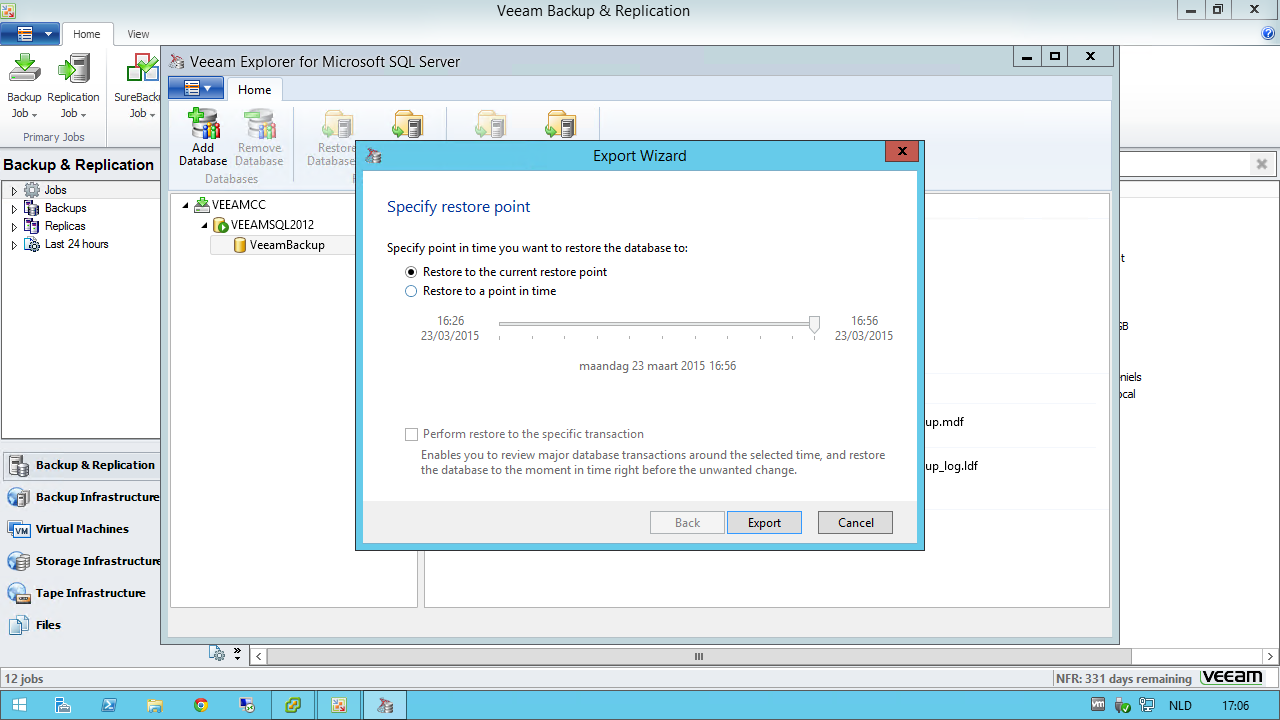 Veeam Backup & Replication
Home
View
Backup Job
Replication Job
SureBack
Job
Primary Jobs
Backup & Replication
Jobs
Backups
Replicas
Last 24 hours
Backup & Replication
Backup Infrastructure
Virtual Machines
Storage Infrastructure
Tape Infrastructure
Files
Veeam Explorer for Microsoft SQL Server
Home
Add Database
Remove Database
Restore
Databases
VEEAMCC
VEEAMSQL2012
VeeamBackup
Export Wizard
Specify restore point
Specify point in time you want to restore the database to:
Restore to the current restore point
Restore to a point in time
16:26
23/03/2015
16:56
23/03/2015
maandag 23 maart 2015 16:56
Perform restore to the specific transaction
Enables you to review major database transactions around the selected time, and restore
the database to the moment in time right before the unwanted change.
Back
Export
Cancel
GB
niels
ocal
up.mdf
up_log.ldf
12 jobs
NFR: 331 days remaining
veeam
NLD
17:06